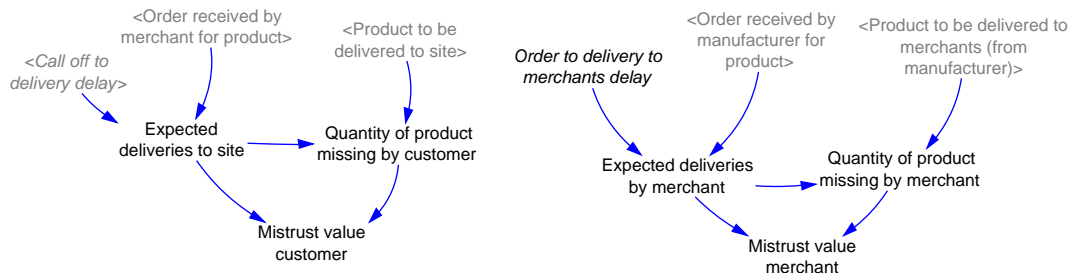 <Order received by
merchant for product>
<Call off to
delivery delay>
<Product to be
delivered to site>
Expected
deliveries to site
Quantity of product
missing by customer
Mistrust value
customer
Order to delivery to
merchants delay
<Order received by
manufacturer for
product>
<Product to be delivered to
merchants (from
manufacturer)>
Expected deliveries
by merchant
Quantity of product
missing by merchant
Mistrust value
merchant